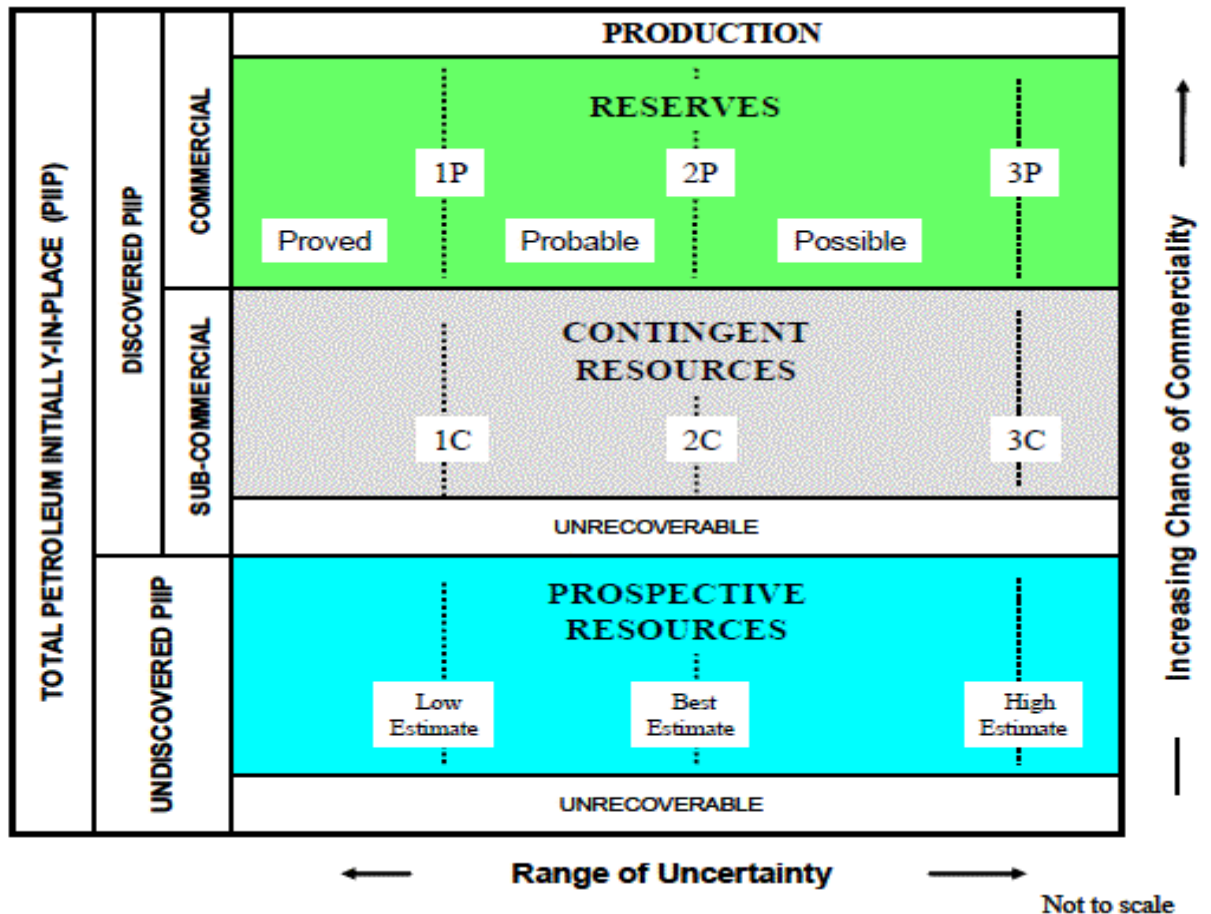 PRODUCTION
TOTAL PETROLEUM INITIALLY-IN-PLACE (PIIP)
DISCOVERED PIIP
COMMERCIAL
RESERVES
1P
2P
3P
Proved
Probable
Possible
SUB-COMMERCIAL
CONTINGENT
RESOURCES
1C
2C
3C
UNRECOVERABLE
UNDISCOVERED PIIP
PROSPECTIVE
RESOURCES
Low
Estimate
Best
Estimate
High
Estimate
UNRECOVERABLE
Increasing Chance of Commerciality
Range of Uncertainty
Not to scale